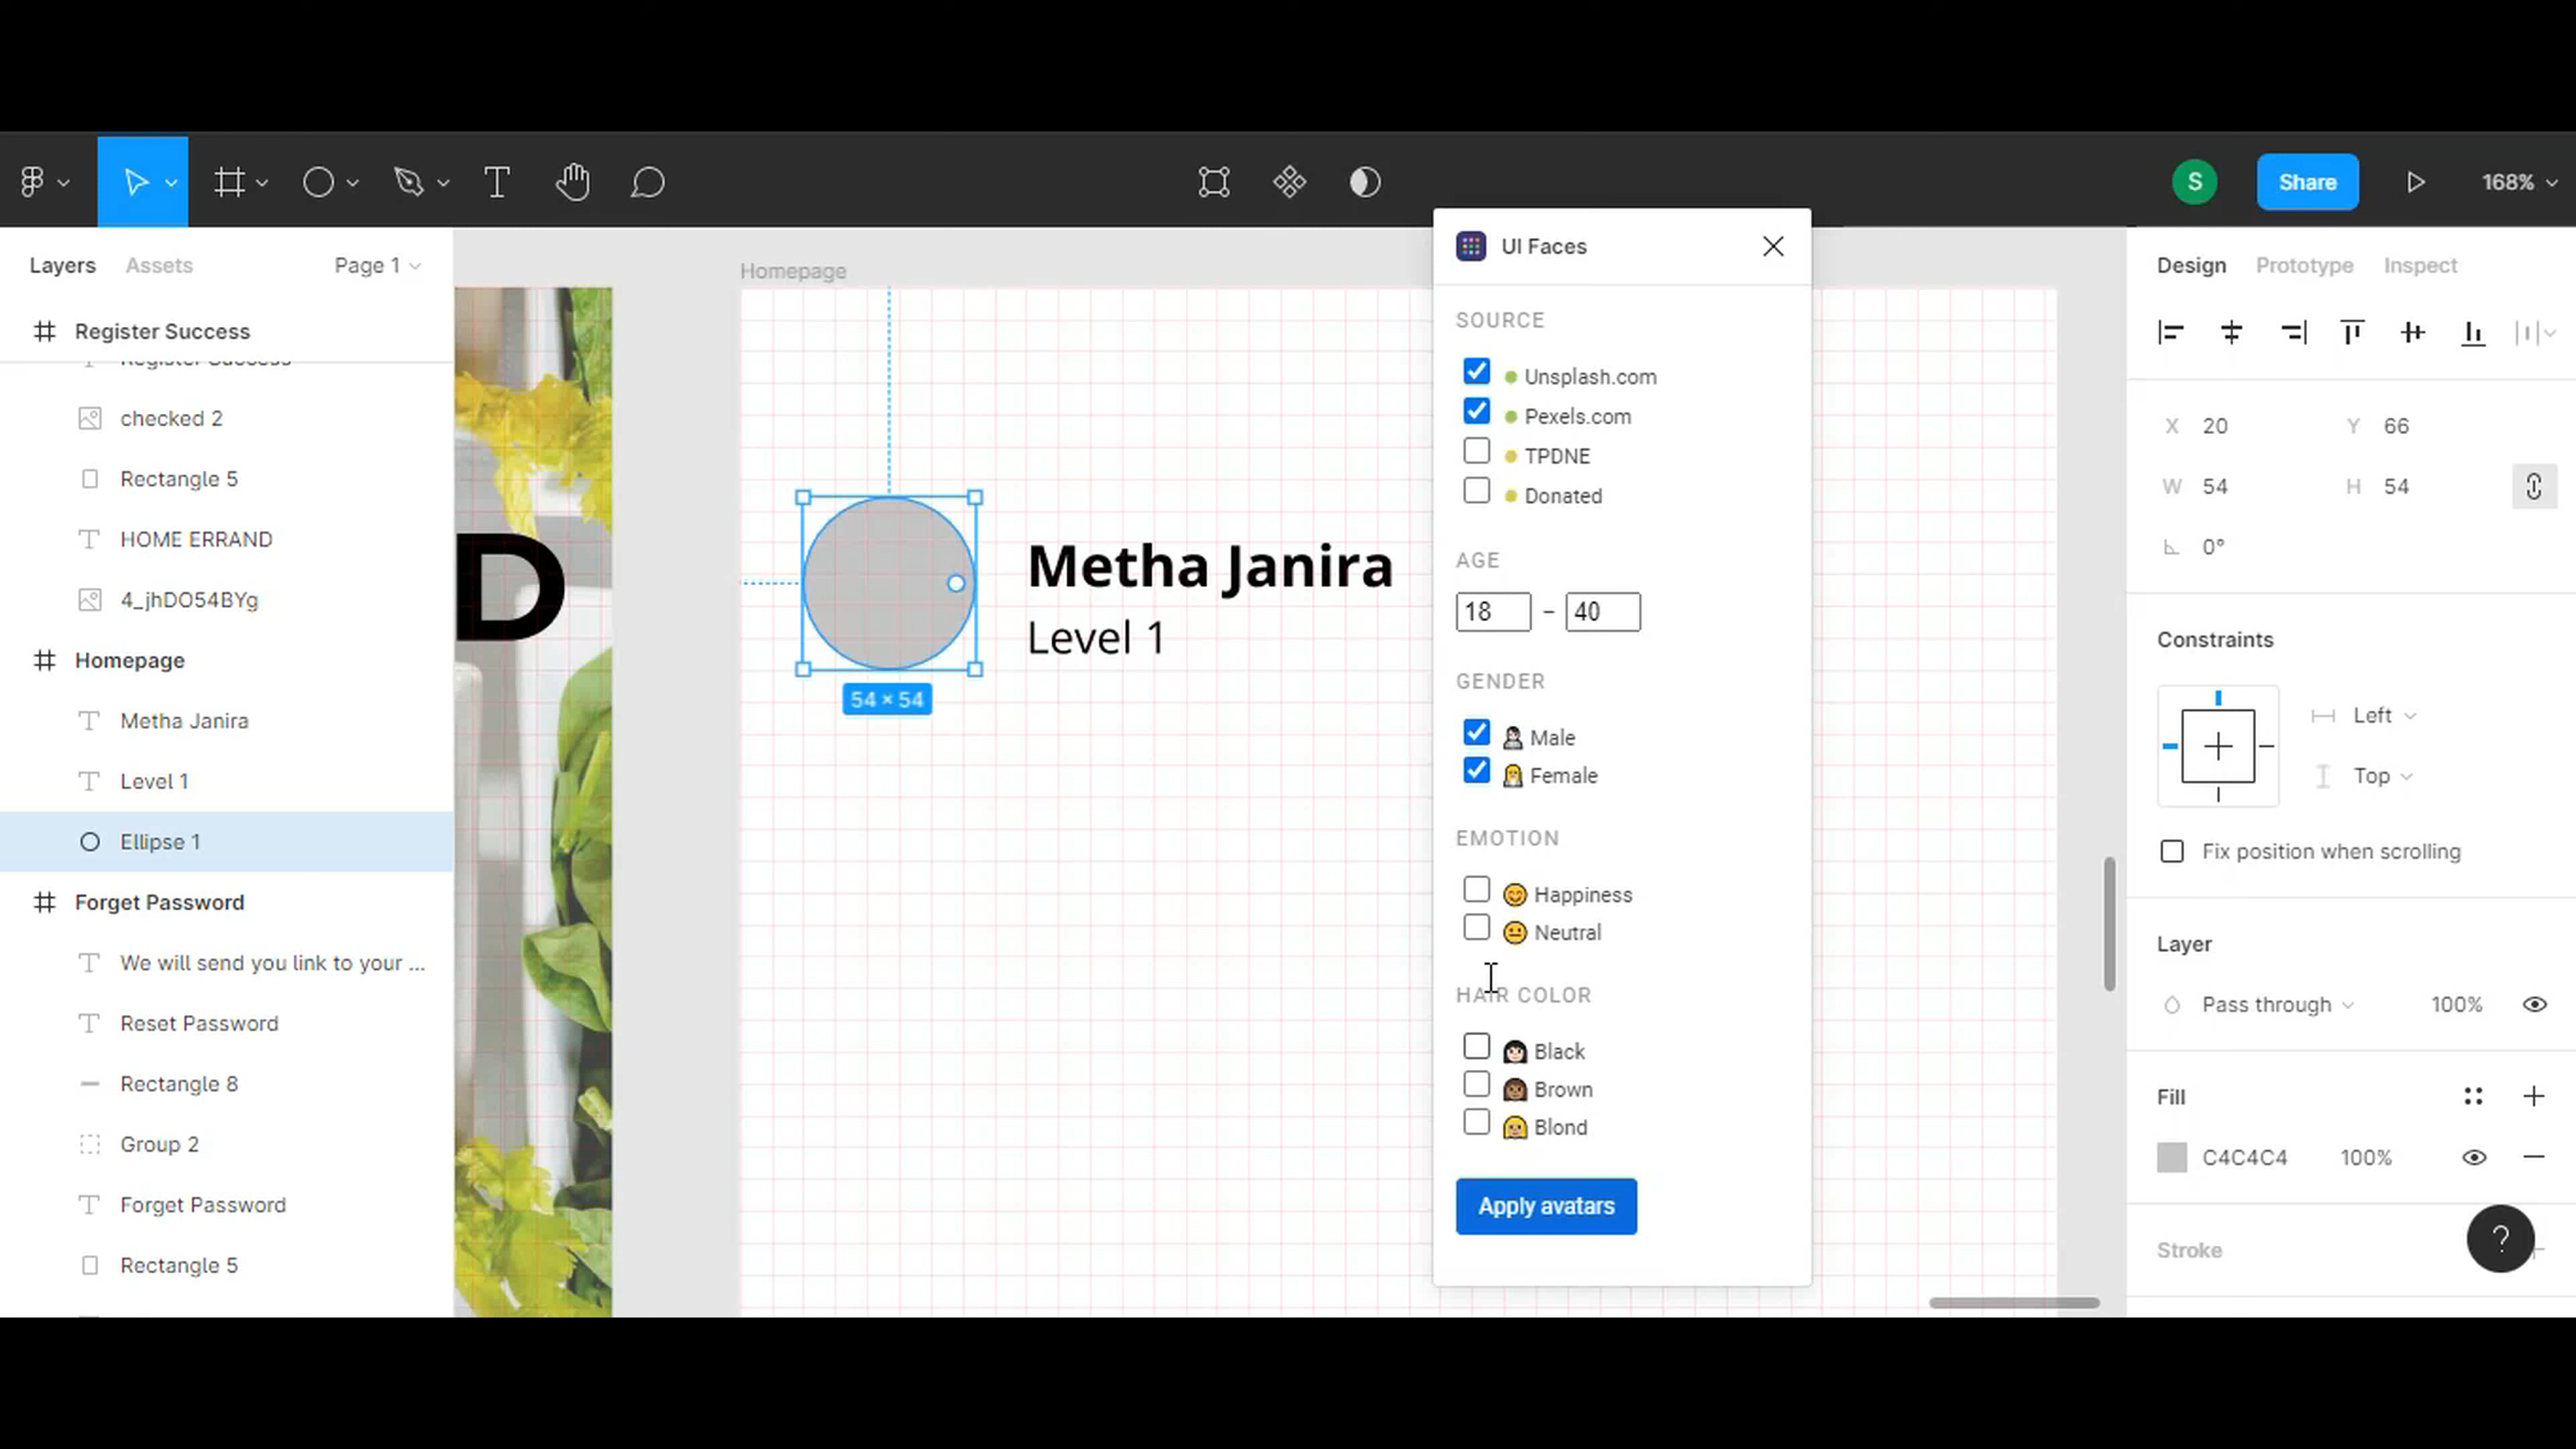 S
Share
168%
Layers
Assets
Page 1
Register Success
Register Success
checked 2
Rectangle 5
HOME ERRAND
4_jhDO54BYg
Homepage
Metha Janira
Level 1
Ellipse 1
Forget Password
We will send you link to your ...
Reset Password
Rectangle 8
Group 2
Forget Password
Rectangle 5
Homepage
D
Metha Janira
Level 1
54 × 54
UI Faces
SOURCE
Unsplash.com
Pexels.com
TPDNE
Donated
AGE
18 – 40
GENDER
Male
Female
EMOTION
Happiness
Neutral
HAIR COLOR
Black
Brown
Blond
Apply avatars
Design Prototype Inspect
X 20 Y 66
W 54 H 54
0°
Constraints
Left
Top
Fix position when scrolling
Layer
Pass through 100%
Fill
C4C4C4 100%
Stroke
?